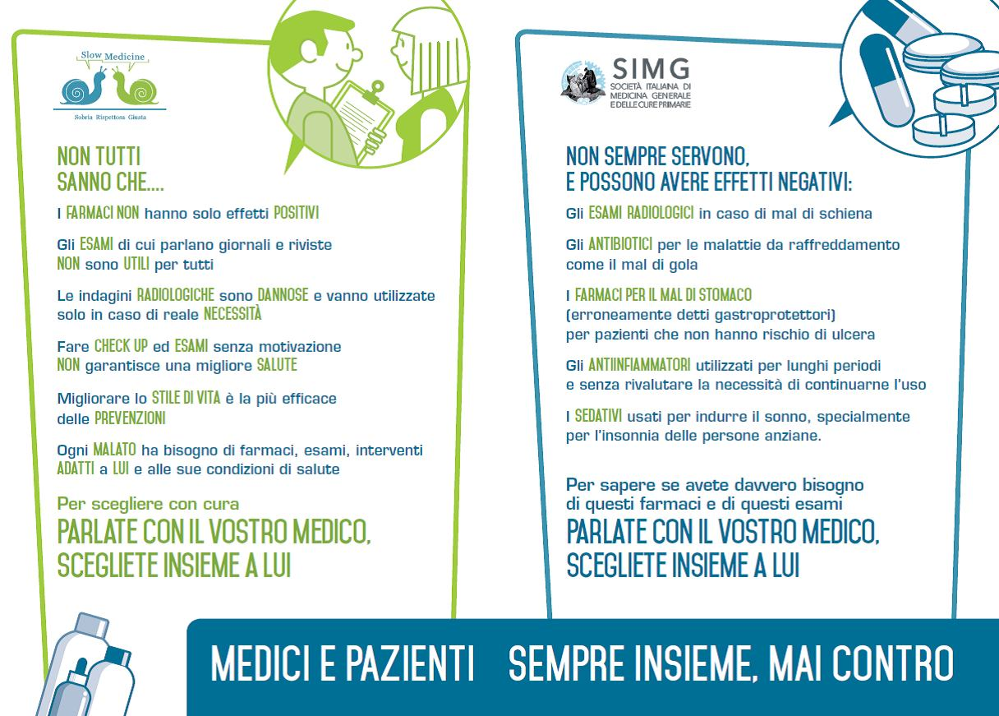 Slow Medicine
Sobria Rispettosa Giusta
NON TUTTI
SANNO CHE....
I FARMACI NON hanno solo effetti POSITIVI
Gli ESAMI di cui parlano giornali e riviste
NON sono UTILI per tutti
Le indagini RADIOLOGICHE sono DANNOSE e vanno utilizzate
solo in caso di reale NECESSITÀ
Fare CHECK UP ed ESAMI senza motivazione
NON garantisce una migliore SALUTE
Migliorare lo STILE DI VITA è la più efficace
delle PREVENZIONI
Ogni MALATO ha bisogno di farmaci, esami, interventi
ADATTI a LUI e alle sue condizioni di salute
Per scegliere con cura
PARLATE CON IL VOSTRO MEDICO,
SCEGLIETE INSIEME A LUI
SIMG
SOCIETÀ ITALIANA DI
MEDICINA GENERALE
E DELLE CURE PRIMARIE
NON SEMPRE SERVONO,
E POSSONO AVERE EFFETTI NEGATIVI:
Gli ESAMI RADIOLOGICI in caso di mal di schiena
Gli ANTIBIOTICI per le malattie da raffreddamento
come il mal di gola
I FARMACI PER IL MAL DI STOMACO
(erroneamente detti gastroprotettori)
per pazienti che non hanno rischio di ulcera
Gli ANTIINFIAMMATORI utilizzati per lunghi periodi
e senza rivalutare la necessità di continuarne l'uso
I SEDATIVI usati per indurre il sonno, specialmente
per l'insonnia delle persone anziane.
Per sapere se avete davvero bisogno
di questi farmaci e di questi esami
PARLATE CON IL VOSTRO MEDICO,
SCEGLIETE INSIEME A LUI
MEDICI E PAZIENTI SEMPRE INSIEME, MAI CONTRO